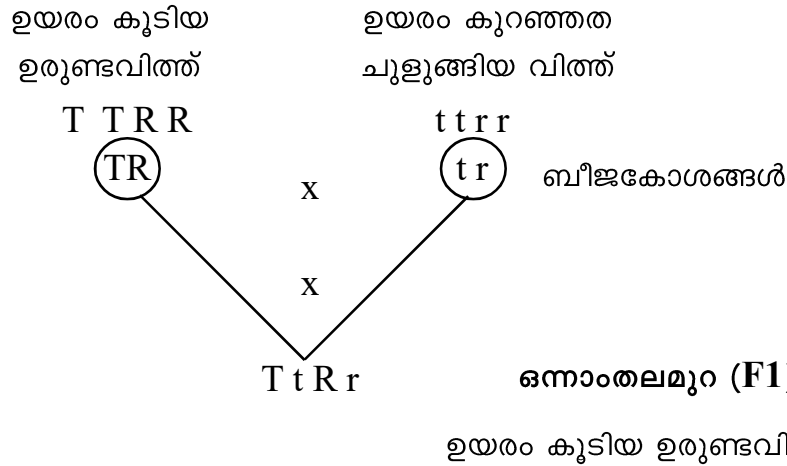 ഉയരം കൂടിയ
ഉരുണ്ടവിത്ത്
ഉയരം കുറഞ്ഞത
ചുളുങ്ങിയ വിത്ത്
T T R R
t t r r
TR
t r
ബീജകോശങ്ങൾ
x
x
T t R r
ഒന്നാംതലമുറ (F1)
ഉയരം കൂടിയ ഉരുണ്ടവി